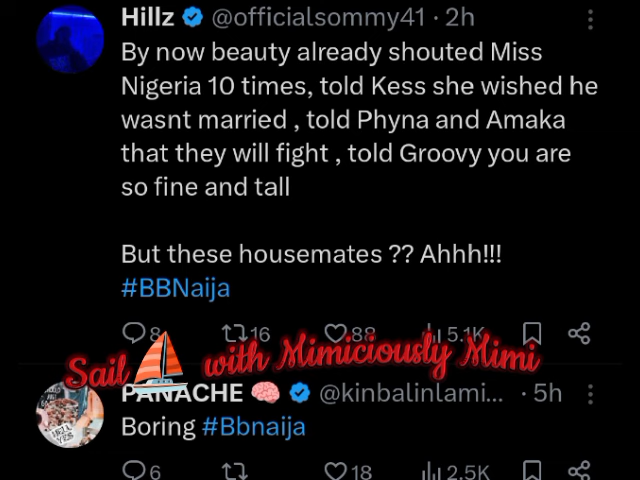 Hillz @officialsommy41 · 2h
By now beauty already shouted Miss
Nigeria 10 times, told Kess she wished he
wasnt married , told Phyna and Amaka
that they will fight , told Groovy you are
so fine and tall
But these housemates ?? Ahhh!!!
#BBNaija
8 16 88 5.1K
Sail with Mimiciously Mimi
PANACHE 🧠 @kinbalinlami... · 5h
Boring #Bbnaija
6 18 2.5K